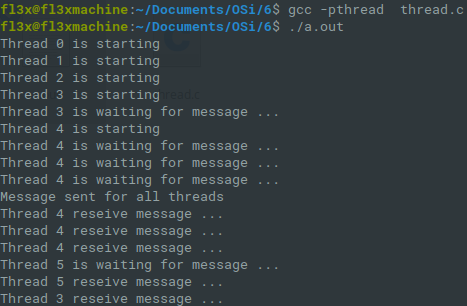 fl3x@fl3xmachine:~/Documents/OSi/6$ gcc -pthread  thread.c
fl3x@fl3xmachine:~/Documents/OSi/6$ ./a.out
Thread 0 is starting
Thread 1 is starting
Thread 2 is starting
Thread 3 is starting
Thread 3 is waiting for message ...
Thread 4 is starting
Thread 4 is waiting for message ...
Thread 4 is waiting for message ...
Thread 4 is waiting for message ...
Message sent for all threads
Thread 4 reseive message ...
Thread 4 reseive message ...
Thread 4 reseive message ...
Thread 5 is waiting for message ...
Thread 5 reseive message ...
Thread 3 reseive message ...